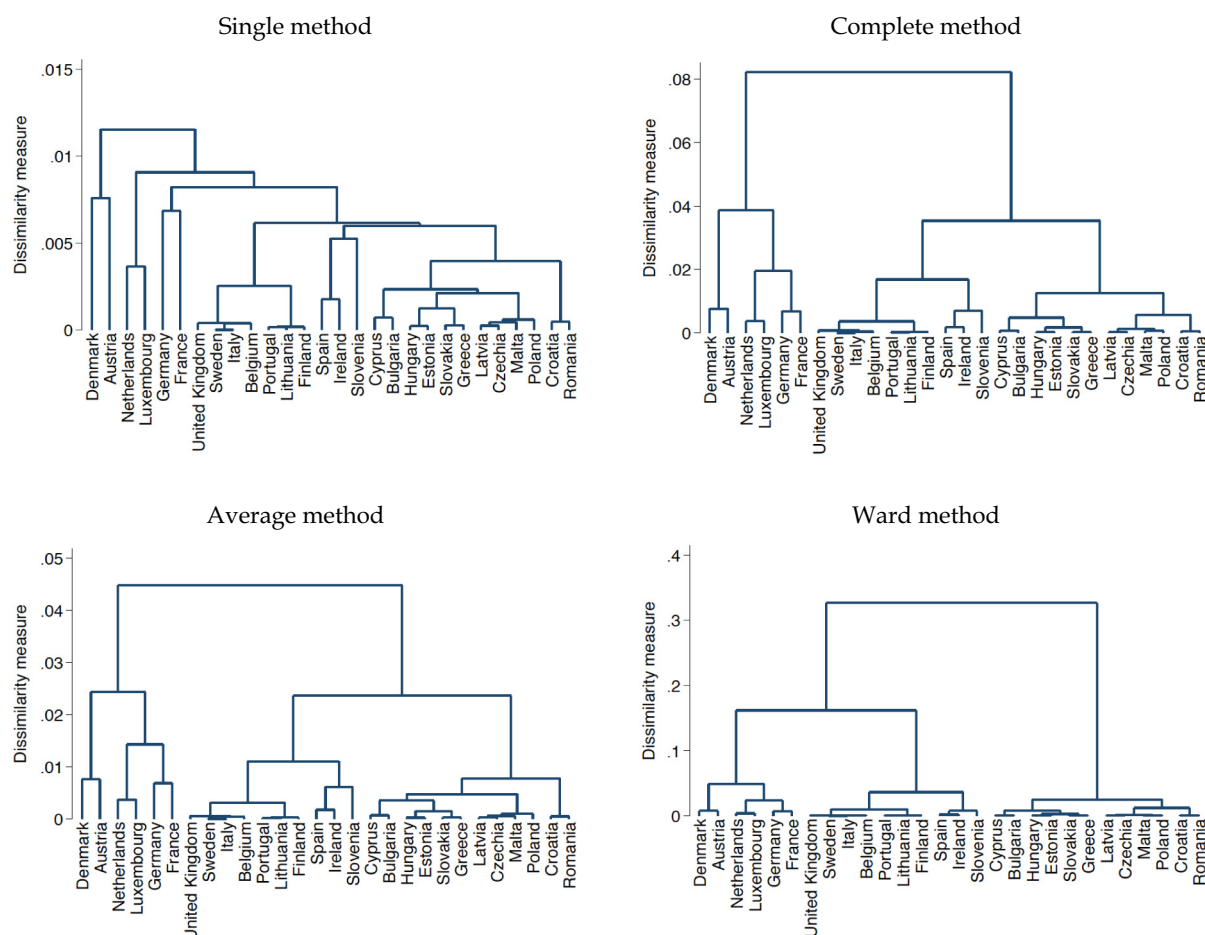 Single method
Dissimilarity measure
.015
.01
.005
0
Denmark
Austria
Netherlands
Luxembourg
Germany
France
United Kingdom
Sweden
Italy
Belgium
Portugal
Lithuania
Finland
Spain
Ireland
Slovenia
Cyprus
Bulgaria
Hungary
Estonia
Slovakia
Greece
Latvia
Czechia
Malta
Poland
Croatia
Romania
Complete method
Dissimilarity measure
.08
.06
.04
.02
0
Denmark
Austria
Netherlands
Luxembourg
Germany
France
United Kingdom
Sweden
Italy
Belgium
Portugal
Lithuania
Finland
Spain
Ireland
Slovenia
Cyprus
Bulgaria
Hungary
Estonia
Slovakia
Greece
Latvia
Czechia
Malta
Poland
Croatia
Romania
Average method
Dissimilarity measure
.05
.04
.03
.02
.01
0
Denmark
Austria
Netherlands
Luxembourg
Germany
France
United Kingdom
Sweden
Italy
Belgium
Portugal
Lithuania
Finland
Spain
Ireland
Slovenia
Cyprus
Bulgaria
Hungary
Estonia
Slovakia
Greece
Latvia
Czechia
Malta
Poland
Croatia
Romania
Ward method
Dissimilarity measure
.4
.3
.2
.1
0
Denmark
Austria
Netherlands
Luxembourg
Germany
France
United Kingdom
Sweden
Italy
Belgium
Portugal
Lithuania
Finland
Spain
Ireland
Slovenia
Cyprus
Bulgaria
Hungary
Estonia
Slovakia
Greece
Latvia
Czechia
Malta
Poland
Croatia
Romania